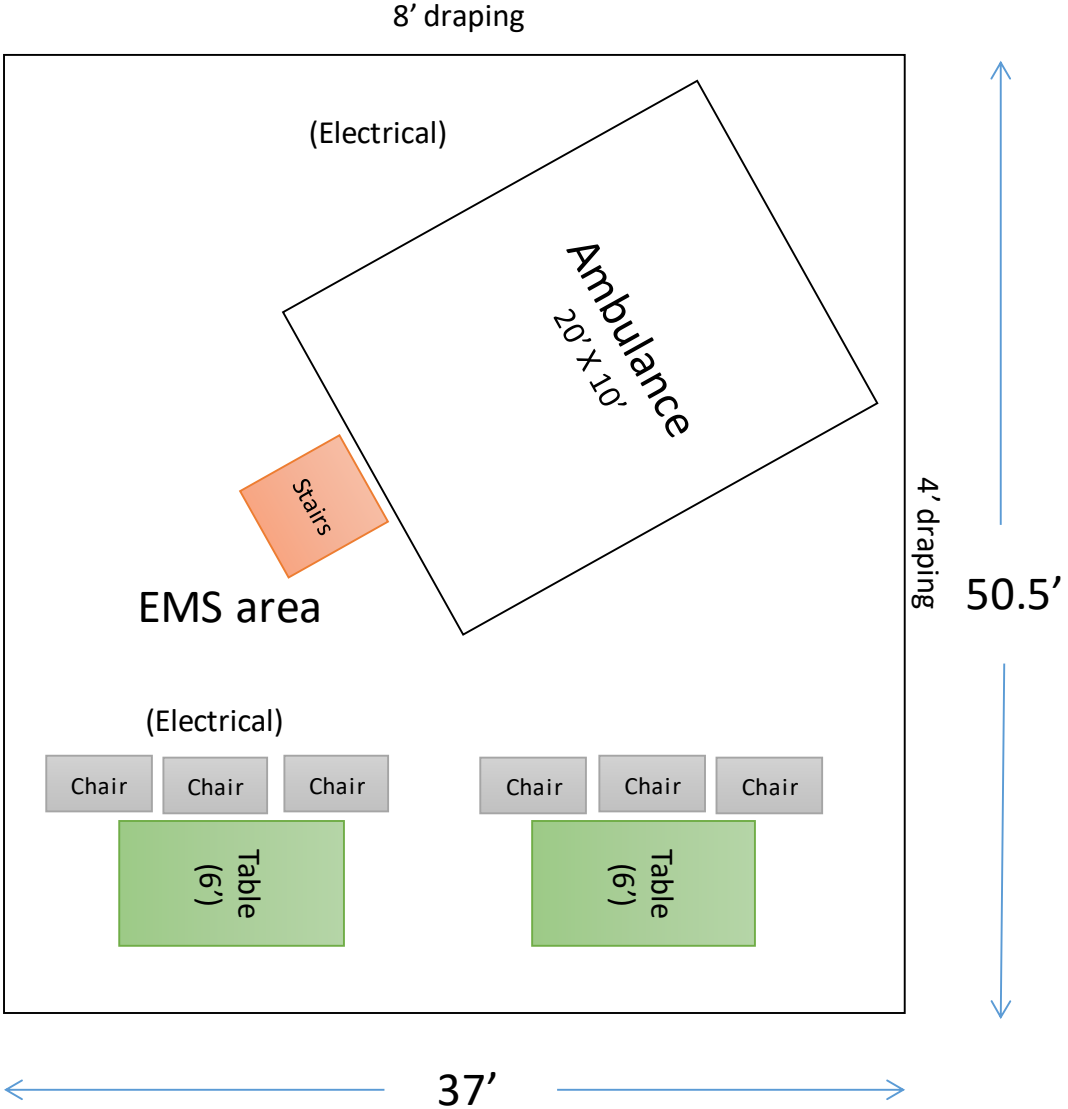 8’ draping
(Electrical)
Ambulance
20’ X 10’
Stairs
4’ draping
50.5’
EMS area
(Electrical)
Chair
Chair
Chair
Chair
Chair
Chair
Table
(6’)
Table
(6’)
37’